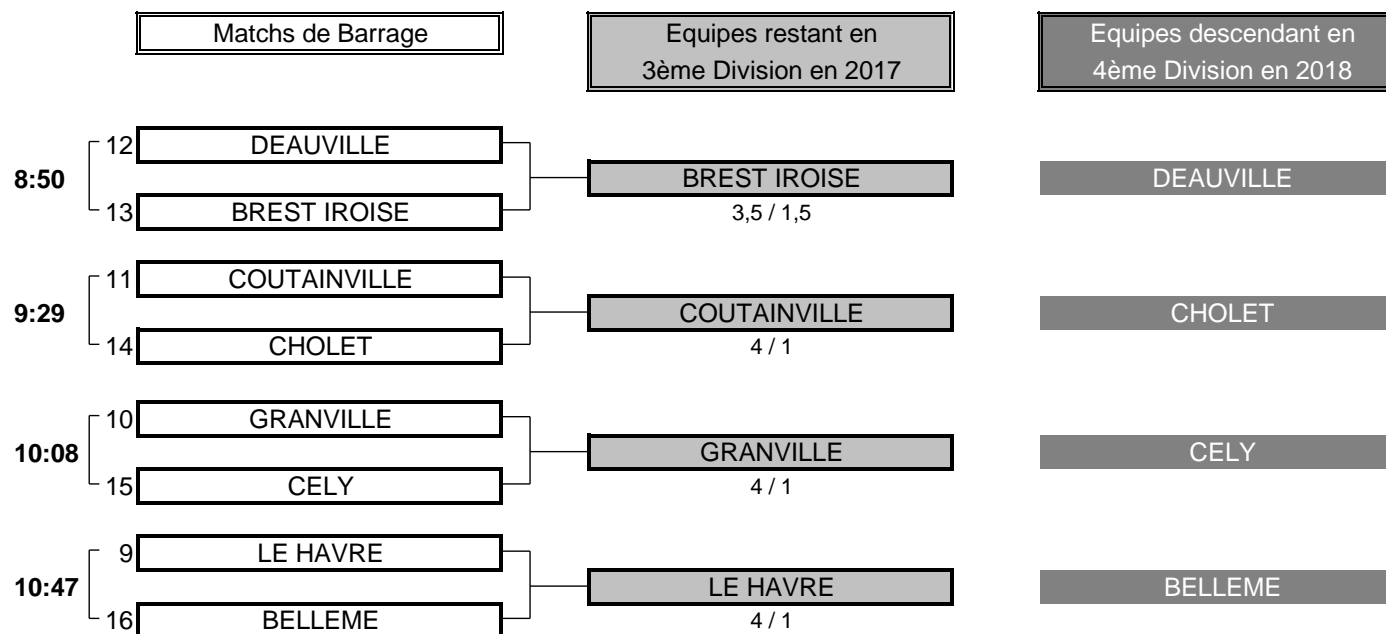 Matchs de Barrage
Equipes restant en
3ème Division en 2017
Equipes descendant en
4ème Division en 2018
8:50
12
DEAUVILLE
13
BREST IROISE
BREST IROISE
3,5 / 1,5
DEAUVILLE
9:29
11
COUTAINVILLE
14
CHOLET
COUTAINVILLE
4 / 1
CHOLET
10:08
10
GRANVILLE
15
CELY
GRANVILLE
4 / 1
CELY
10:47
9
LE HAVRE
16
BELLEME
LE HAVRE
4 / 1
BELLEME